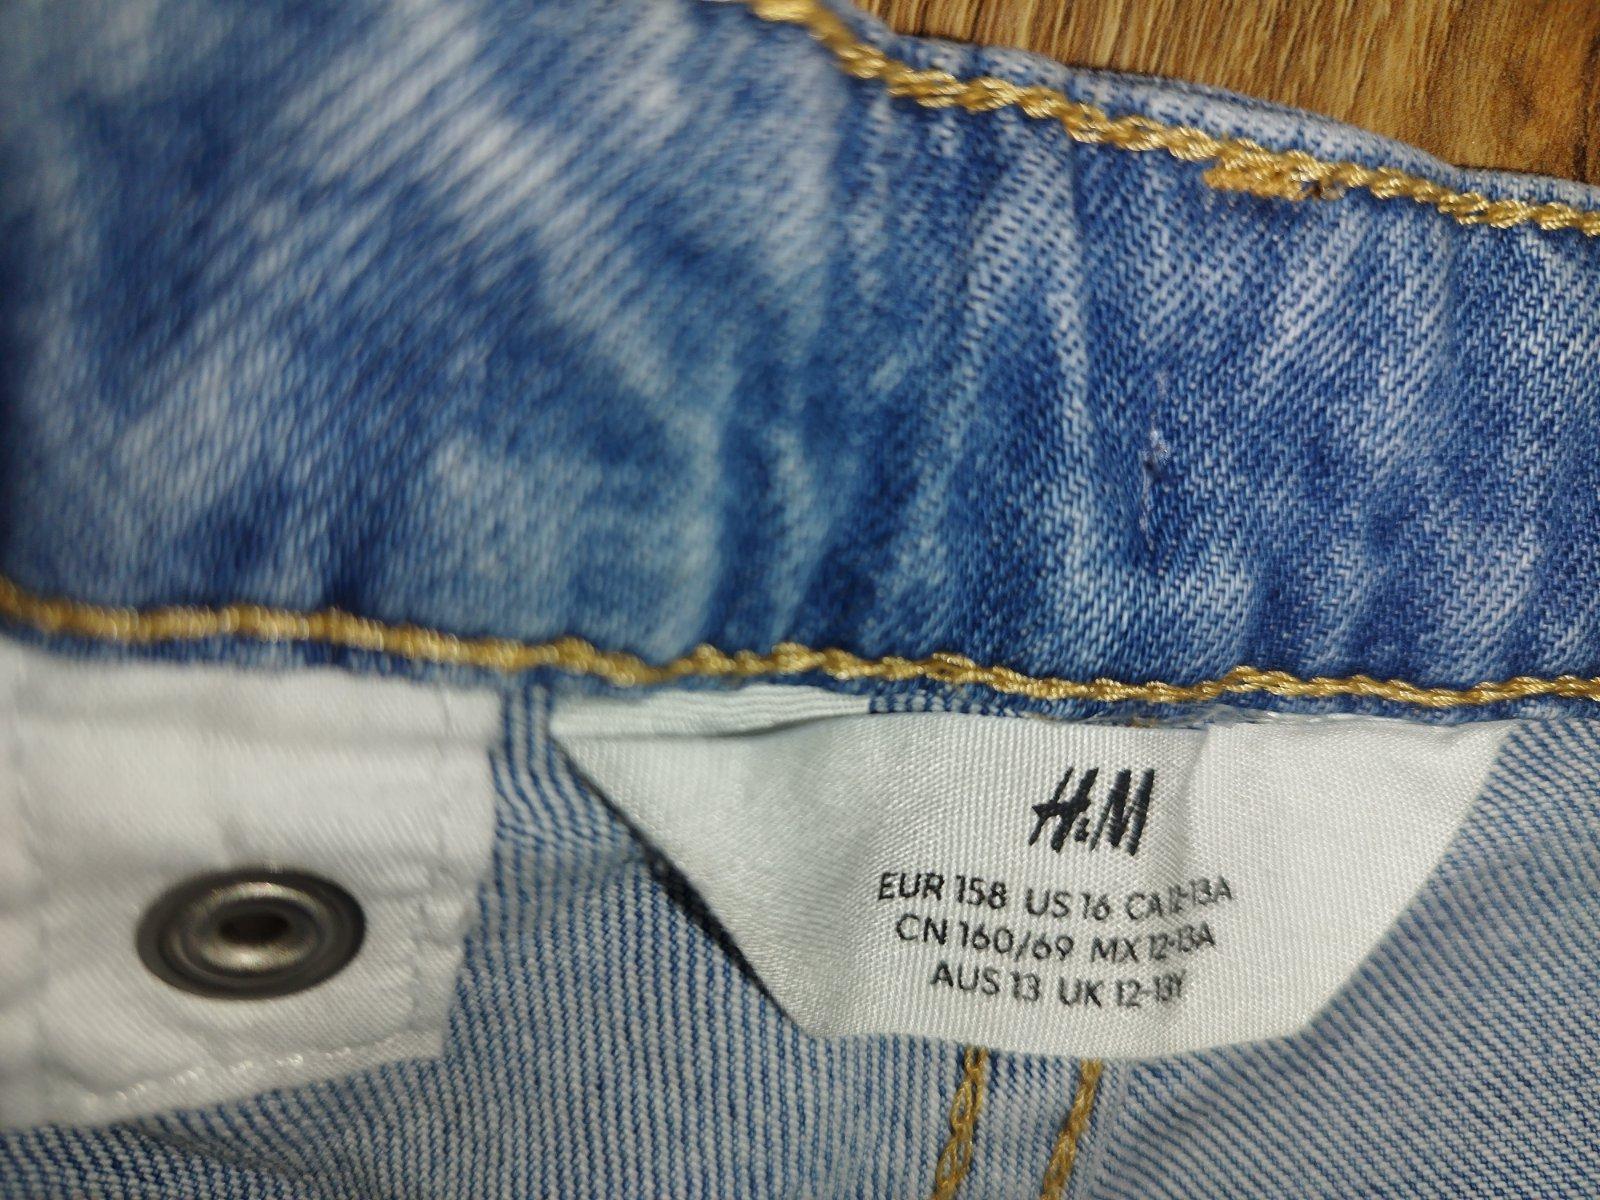 H&M
EUR 158 US 16 CA 12-13A
CN 160/69 MX 12-13A
AUS 13 UK 12-13Y